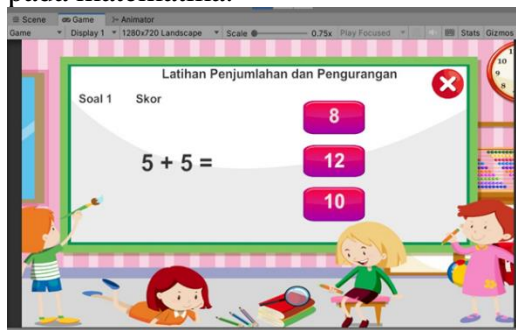 pada matematika.
Scene Game Animator
Game Display 1 1280x720 Landscape Scale 0.75x Play Focused Stats Gizmos
Latihan Penjumlahan dan Pengurangan
Soal 1 Skor
5 + 5 =
8
12
10